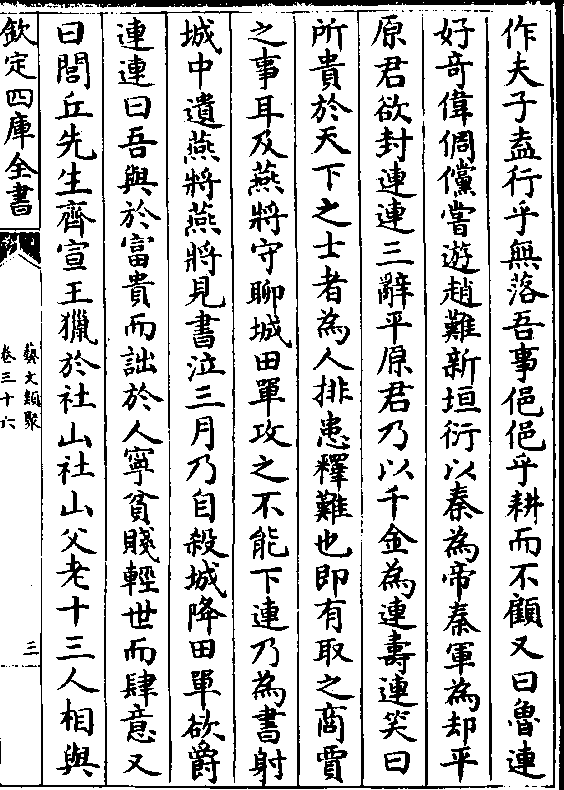 作夫子盍行乎無落吾事俋俋乎耕而不顧又曰魯連
好竒偉倜儻嘗遊趙難新垣衍以秦為帝秦軍為却平
原君欲封連連三辭平原君乃以千金為連壽連笑曰
所貴於天下之士者為人排患釋難也即有取之商賈
之事耳及燕將守聊城田單攻之不能下連乃為書射
城中遺燕將燕將見書泣三月乃自殺城降田單欲爵
連連曰吾與於富貴而詘於人寧貧賤輕世而肆意又
曰閭丘先生齊宣王獵於社山社山父老十三人相與
欽定四庫全書
藝文類聚
卷三十六
三